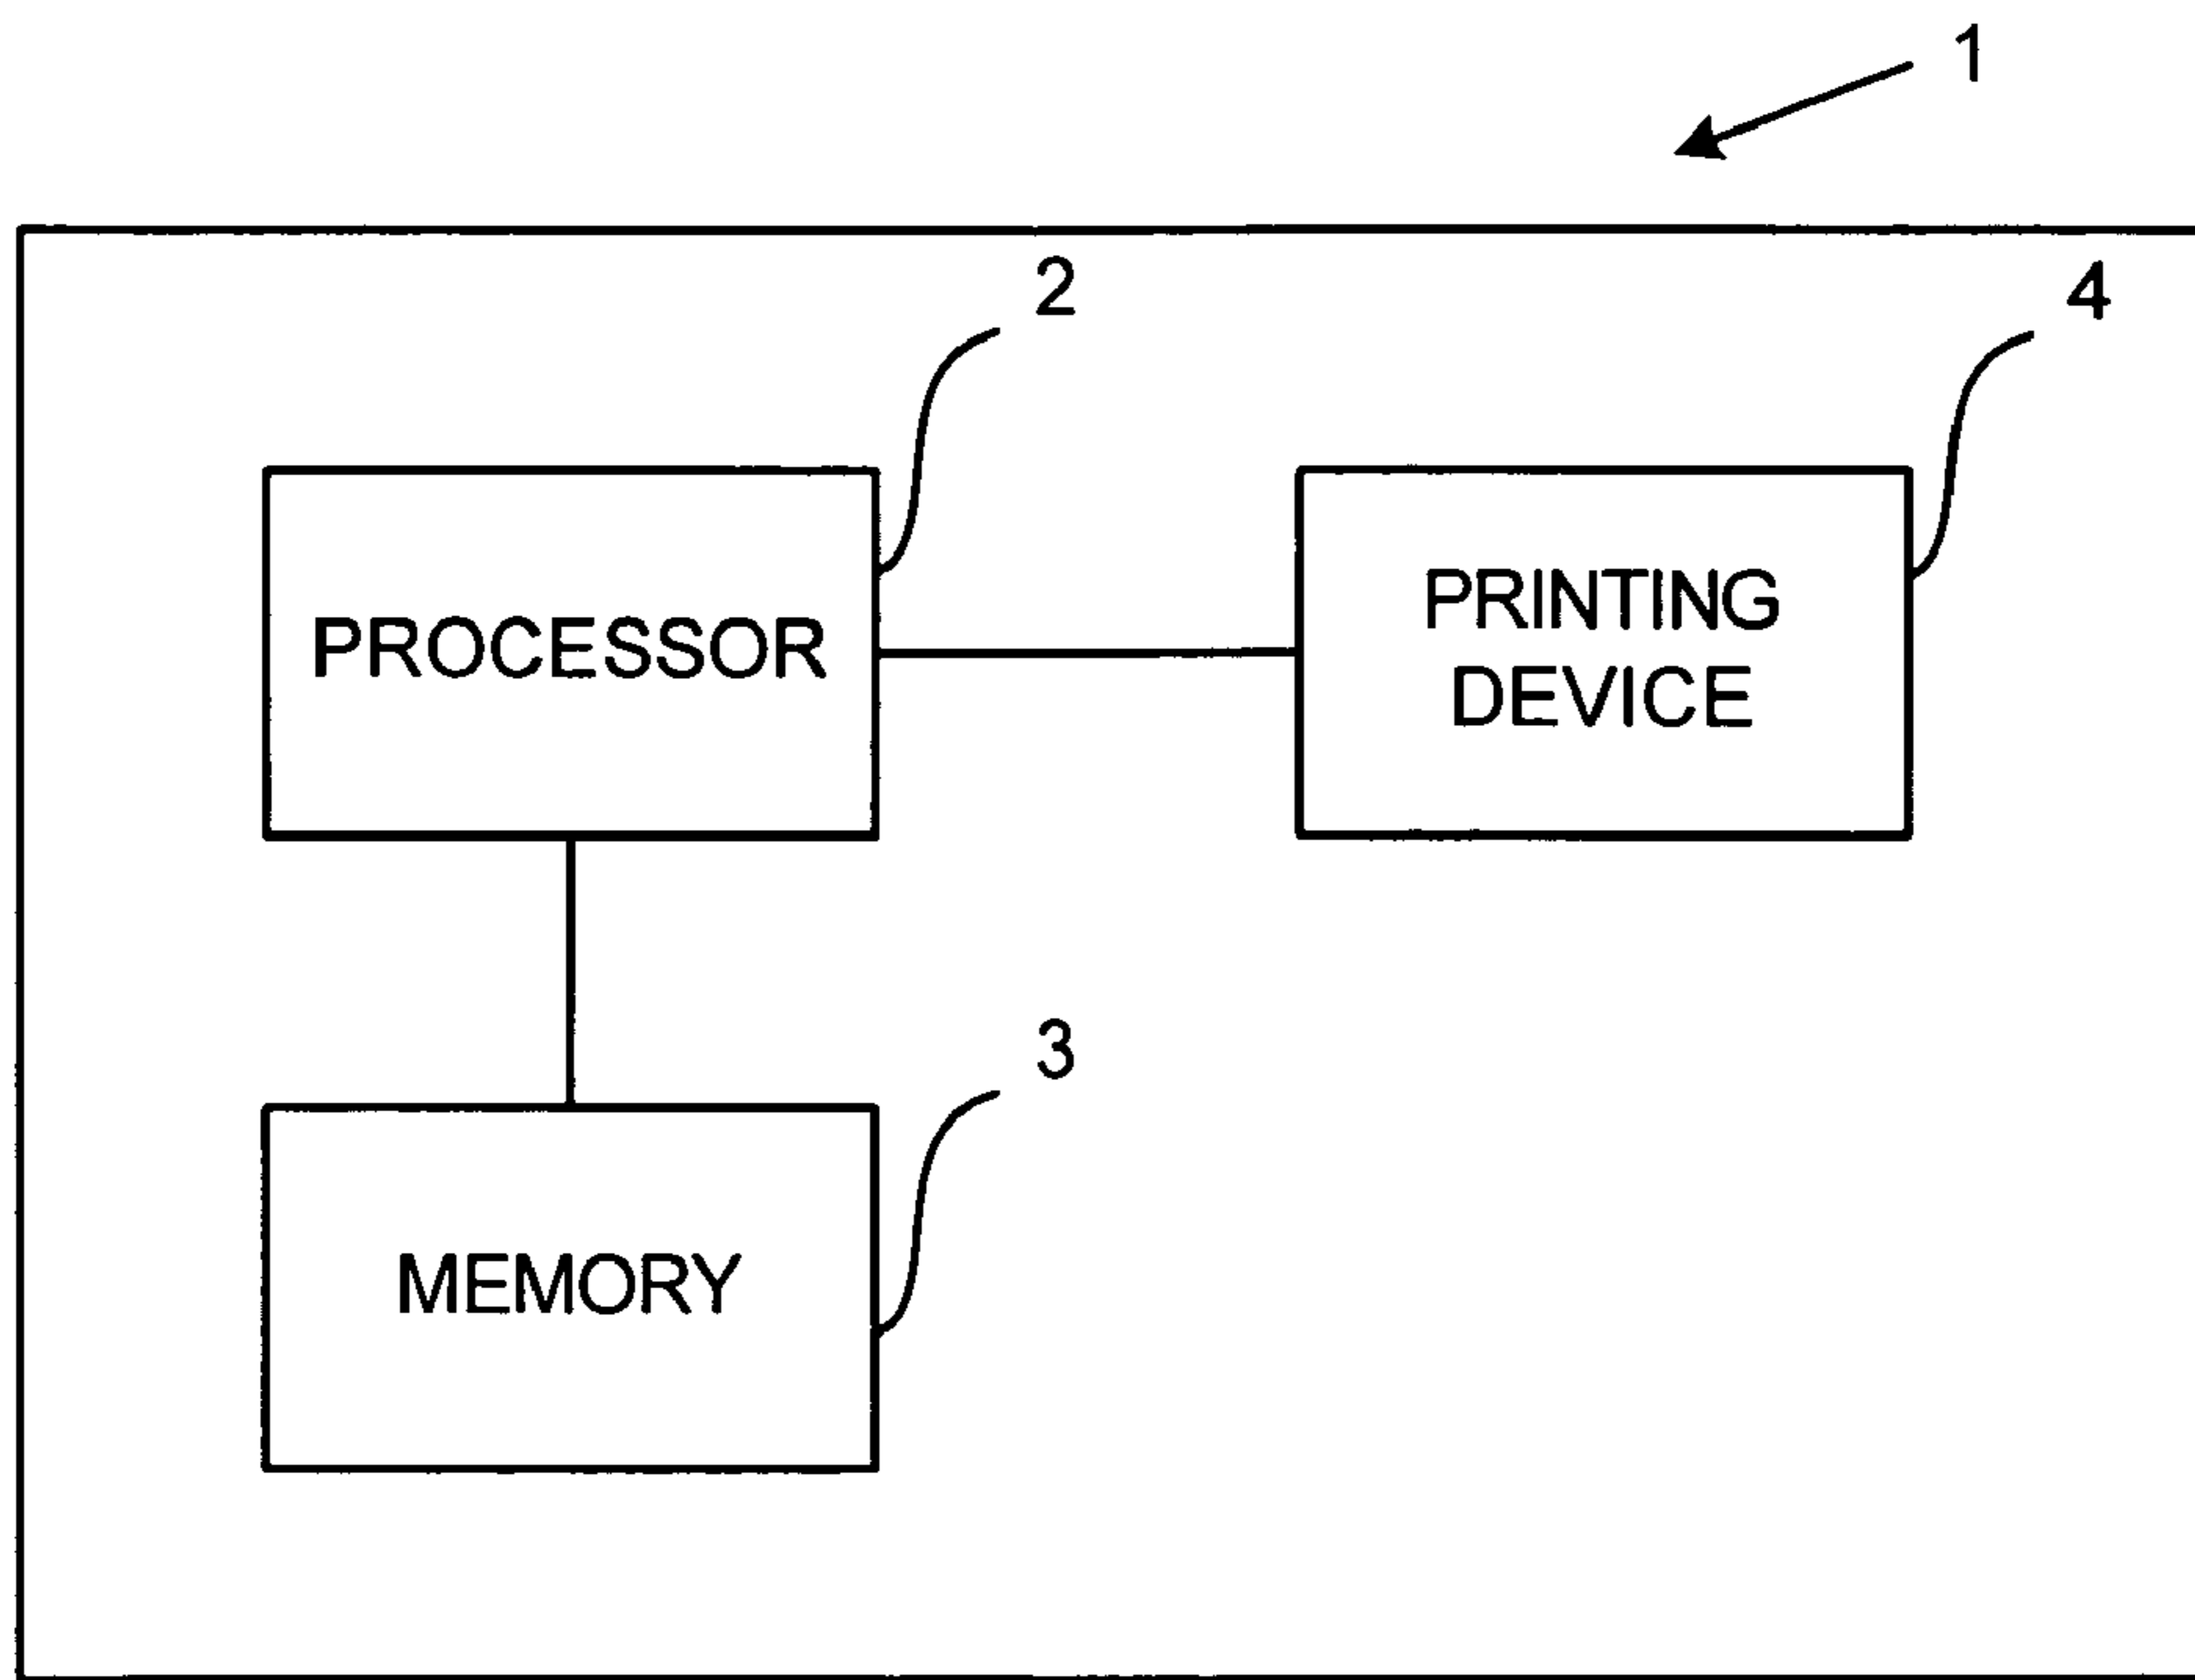 1
2
4
PROCESSOR
PRINTING
DEVICE
3
MEMORY